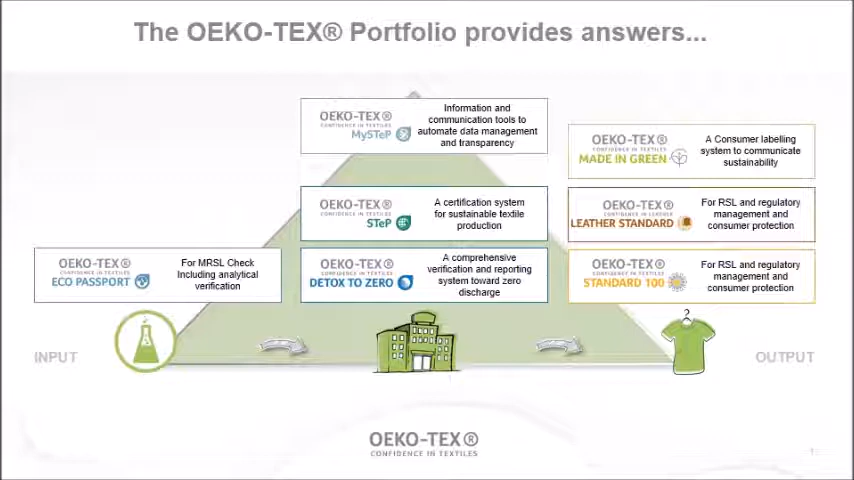 The OEKO-TEX® Portfolio provides answers...
OEKO-TEX®
CONFIDENCE IN TEXTILES
MySTeP
Information and
communication tools to
automate data management
and transparency
OEKO-TEX®
CONFIDENCE IN TEXTILES
MADE IN GREEN
A Consumer labelling
system to communicate
sustainability
OEKO-TEX®
CONFIDENCE IN TEXTILES
STeP
A certification system
for sustainable textile
production
OEKO-TEX®
CONFIDENCE IN LEATHER
LEATHER STANDARD
For RSL and regulatory
management and
consumer protection
OEKO-TEX®
CONFIDENCE IN TEXTILES
ECO PASSPORT
For MRSL Check
Including analytical
verification
OEKO-TEX®
CONFIDENCE IN TEXTILES
DETOX TO ZERO
A comprehensive
verification and reporting
system toward zero
discharge
OEKO-TEX®
CONFIDENCE IN TEXTILES
STANDARD 100
For RSL and regulatory
management and
consumer protection
INPUT
OUTPUT
OEKO-TEX®
CONFIDENCE IN TEXTILES